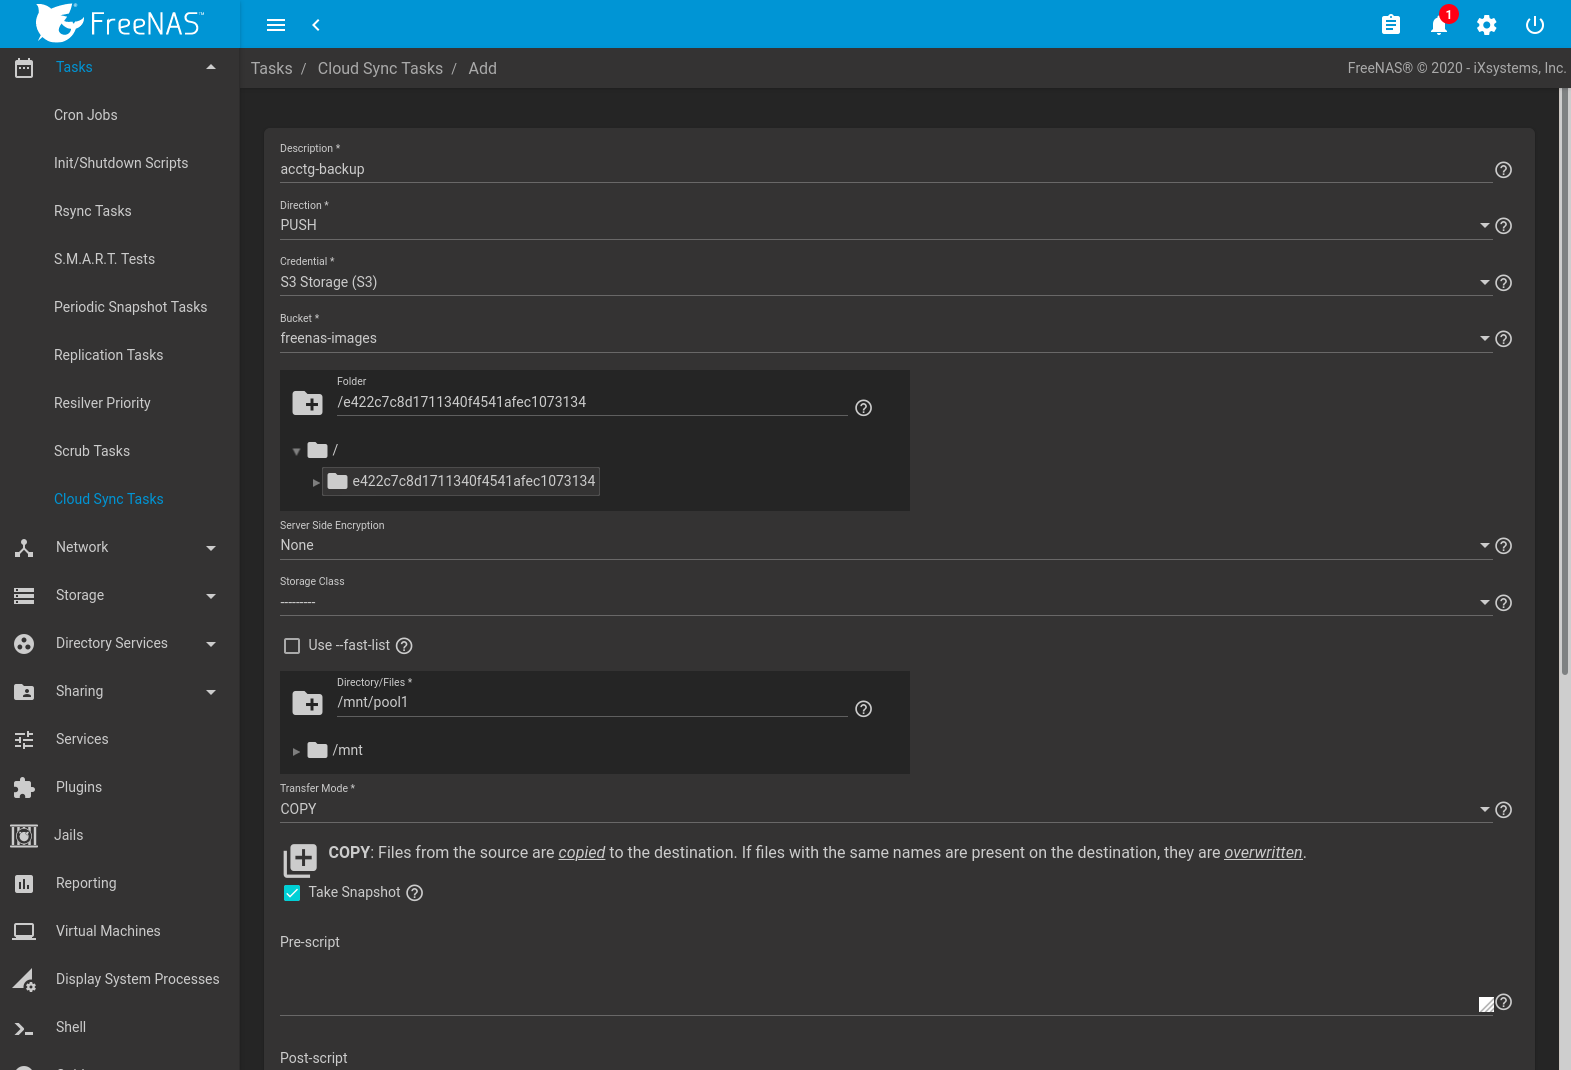 FreeNAS
1
Tasks
Cron Jobs
Init/Shutdown Scripts
Rsync Tasks
S.M.A.R.T. Tests
Periodic Snapshot Tasks
Replication Tasks
Resilver Priority
Scrub Tasks
Cloud Sync Tasks
Network
Storage
Directory Services
Sharing
Services
Plugins
Jails
Reporting
Virtual Machines
Display System Processes
Shell
Tasks / Cloud Sync Tasks / Add
FreeNAS® © 2020 - iXsystems, Inc.
Description *
acctg-backup
Direction *
PUSH
Credential *
S3 Storage (S3)
Bucket *
freenas-images
Folder
/e422c7c8d1711340f4541afec1073134
/
e422c7c8d1711340f4541afec1073134
Server Side Encryption
None
Storage Class
---------
Use --fast-list
Directory/Files *
/mnt/pool1
/mnt
Transfer Mode *
COPY
COPY: Files from the source are copied to the destination. If files with the same names are present on the destination, they are overwritten.
Take Snapshot
Pre-script
Post-script